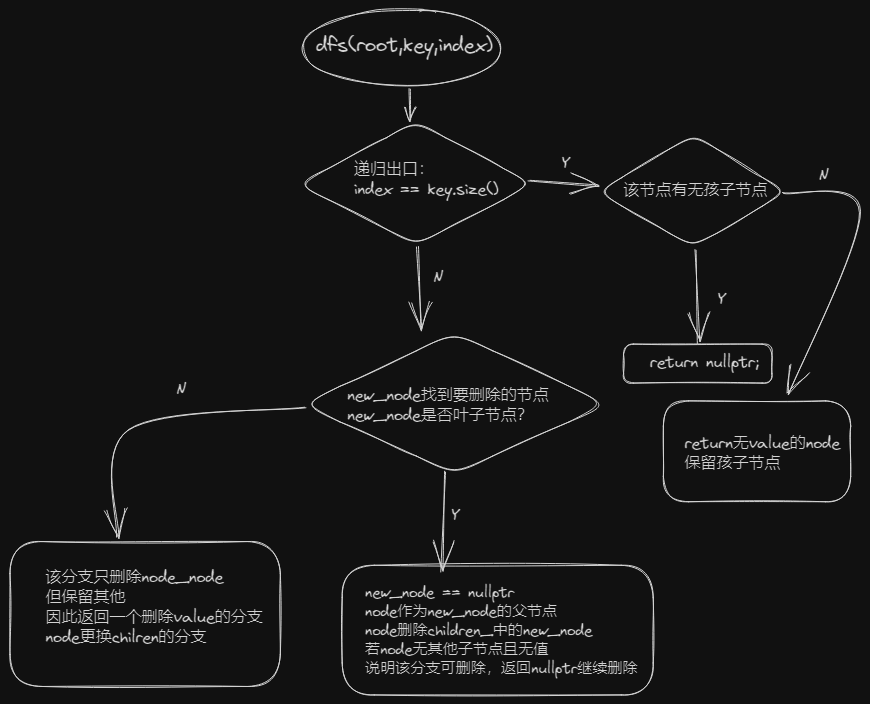 dfs(root,key,index)
递归出口：
index == key.size()
Y
该节点有无孩子节点
N
N
Y
return nullptr;
new_node找到要删除的节点
new_node是否叶子节点？
N
return无value的node
保留孩子节点
Y
该分支只删除node_node
但保留其他
因此返回一个删除value的分支
node更换chilren的分支
new_node == nullptr
node作为new_node的父节点
node删除children_中的new_node
若node无其他子节点且无值
说明该分支可删除，返回nullptr继续删除